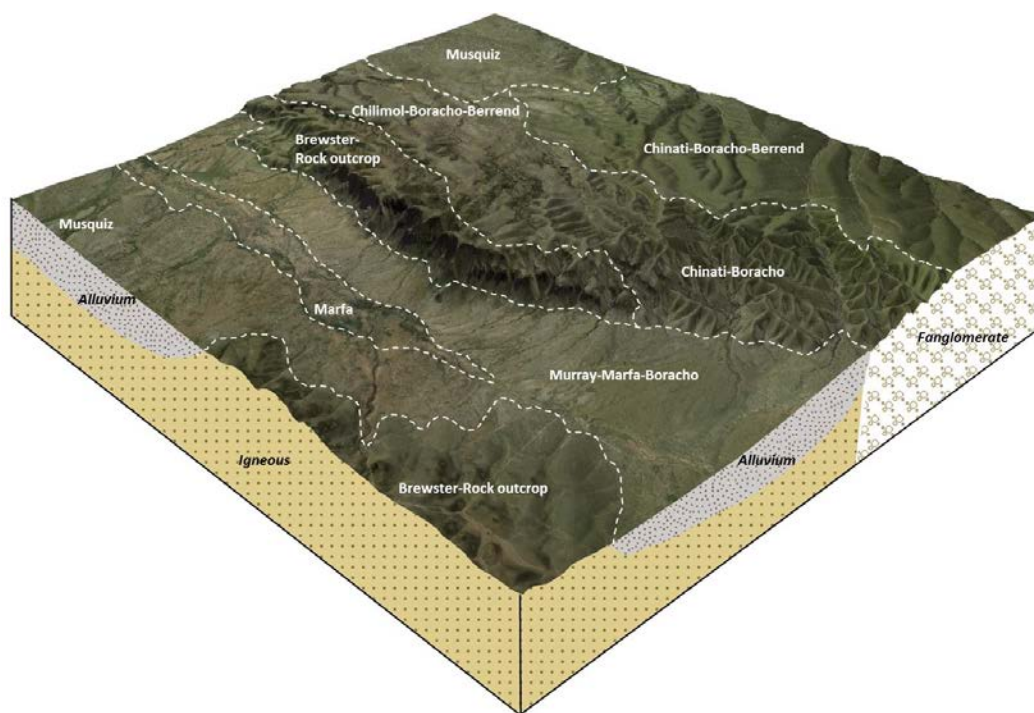 Musquiz
Chilimol-Boracho-Berrend
Brewster-
Rock outcrop
Chinati-Boracho-Berrend
Musquiz
Chinati-Boracho
Alluvium
Marfa
Fanglomerate
Murray-Marfa-Boracho
Igneous
Alluvium
Brewster-Rock outcrop